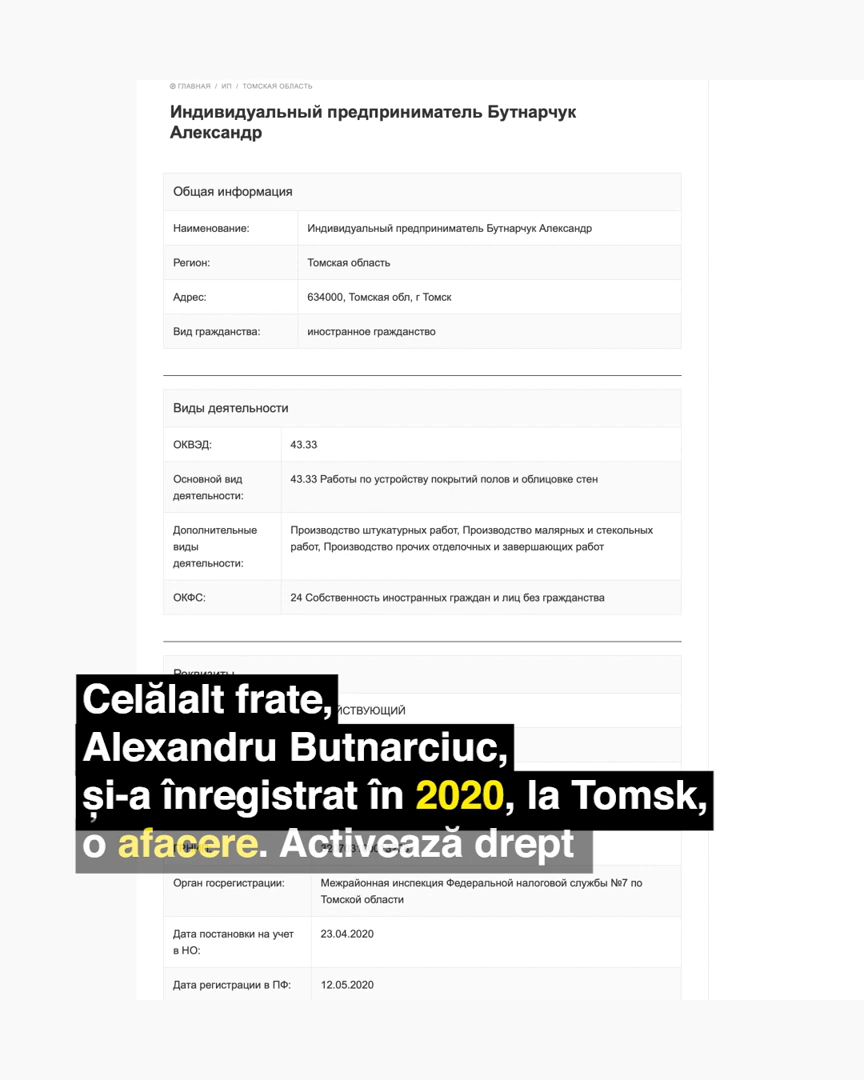 ГЛАВНАЯ / ИП / ТОМСКАЯ ОБЛАСТЬ
Индивидуальный предприниматель Бутнарчук
Александр
Общая информация
Наименование: Индивидуальный предприниматель Бутнарчук Александр
Регион: Томская область
Адрес: 634000, Томская обл, г Томск
Вид гражданства: иностранное гражданство
Виды деятельности
ОКВЭД: 43.33
Основной вид деятельности: 43.33 Работы по устройству покрытий полов и облицовке стен
Дополнительные виды деятельности: Производство штукатурных работ, Производство малярных и стекольных
работ, Производство прочих отделочных и завершающих работ
ОКФС: 24 Собственность иностранных граждан и лиц без гражданства
Реквизиты
Celălalt frate,
Alexandru Butnarciuc,
și-a înregistrat în 2020, la Tomsk,
o afacere. Activează drept
Орган госрегистрации: Межрайонная инспекция Федеральной налоговой службы №7 по
Томской области
Дата постановки на учет в НО: 23.04.2020
Дата регистрации в ПФ: 12.05.2020